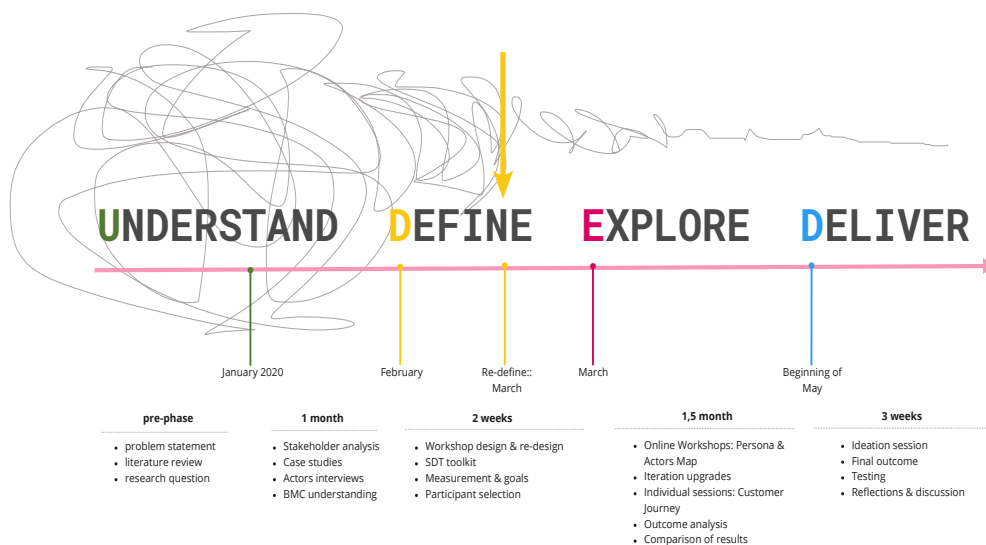 UNDERSTAND DEFINE EXPLORE DELIVER
January 2020
February
Re-define::
March
March
Beginning of
May
pre-phase
• problem statement
• literature review
• research question
1 month
• Stakeholder analysis
• Case studies
• Actors interviews
• BMC understanding
2 weeks
• Workshop design & re-design
• SDT toolkit
• Measurement & goals
• Participant selection
1,5 month
• Online Workshops: Persona &
Actors Map
• Iteration upgrades
• Individual sessions: Customer
Journey
• Outcome analysis
• Comparison of results
3 weeks
• Ideation session
• Final outcome
• Testing
• Reflections & discussion